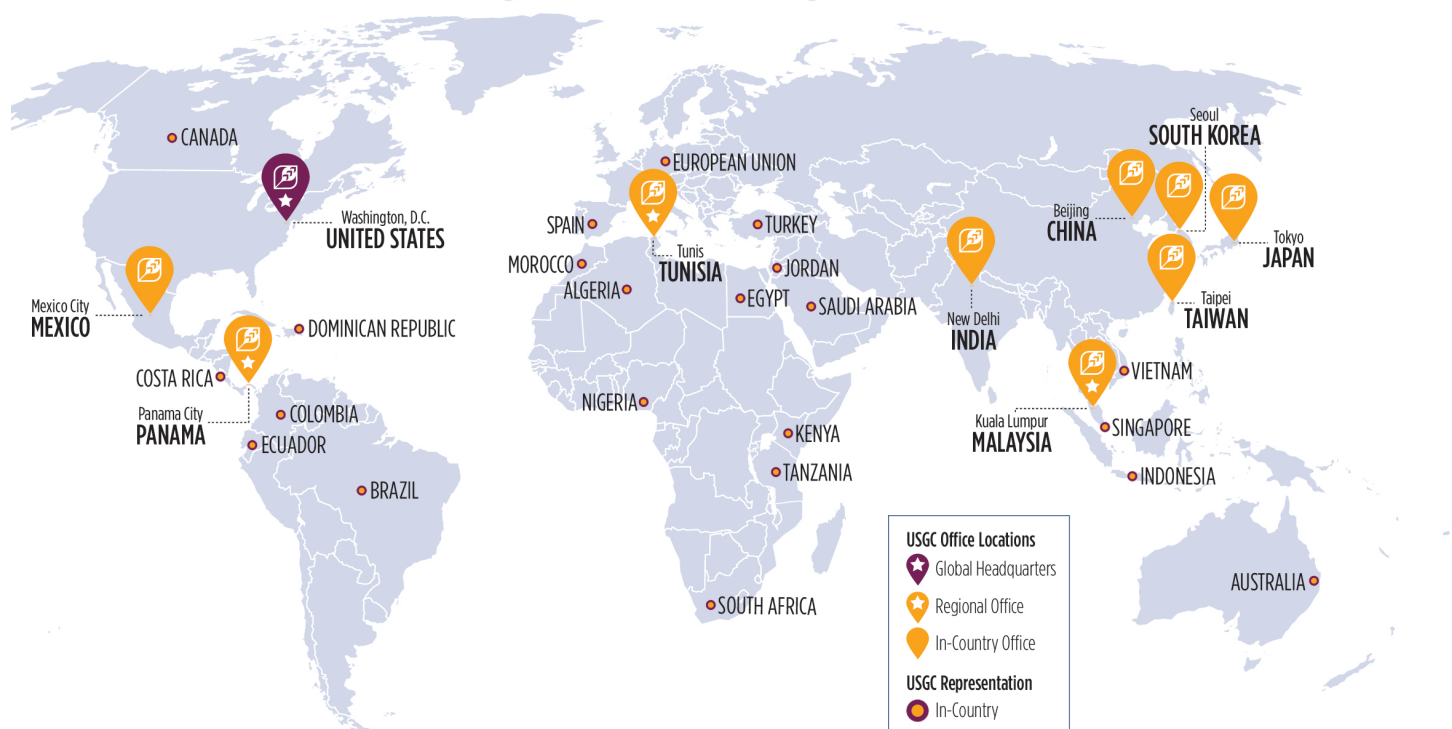 CANADA
Washington, D.C.
UNITED STATES
Mexico City
MEXICO
DOMINICAN REPUBLIC
COSTA RICA
Panama City
PANAMA
COLOMBIA
ECUADOR
BRAZIL
EUROPEAN UNION
SPAIN
TURKEY
MOROCCO
Tunis
TUNISIA
ALGERIA
JORDAN
EGYPT
SAUDI ARABIA
NIGERIA
KENYA
TANZANIA
SOUTH AFRICA
Seoul
SOUTH KOREA
Beijing
CHINA
Tokyo
JAPAN
New Delhi
INDIA
Taipei
TAIWAN
VIETNAM
Kuala Lumpur
MALAYSIA
SINGAPORE
INDONESIA
AUSTRALIA
USGC Office Locations
Global Headquarters
Regional Office
In-Country Office
USGC Representation
In-Country